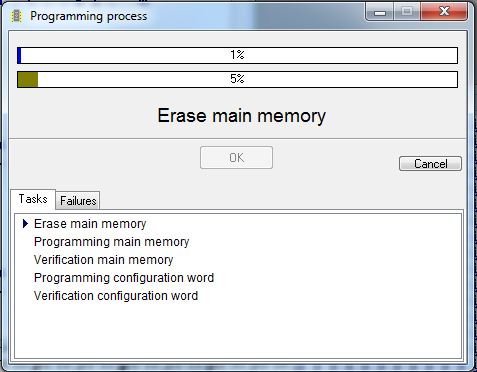 Programming process
1%
5%
Erase main memory
OK
Cancel
Tasks
Failures
Erase main memory
Programming main memory
Verification main memory
Programming configuration word
Verification configuration word